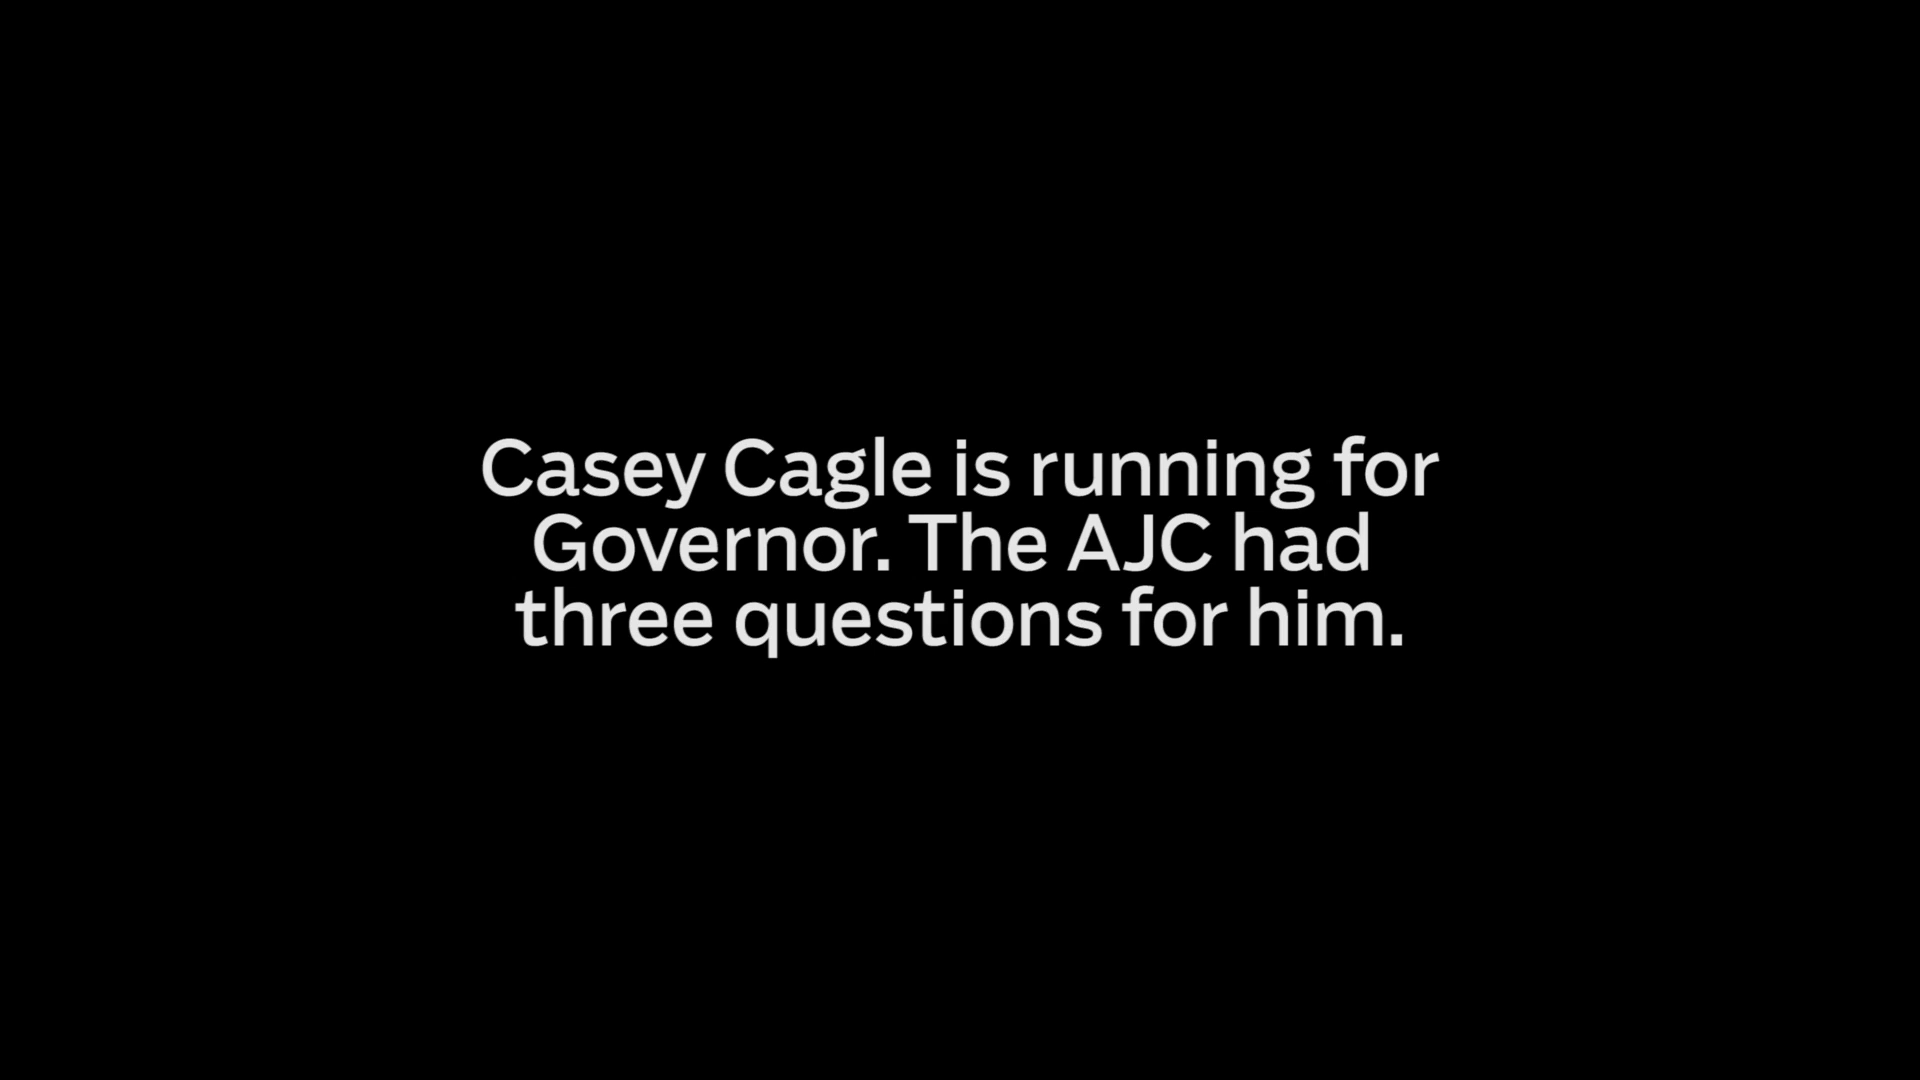 Casey Cagle is running for
Governor. The AJC had
three questions for him.